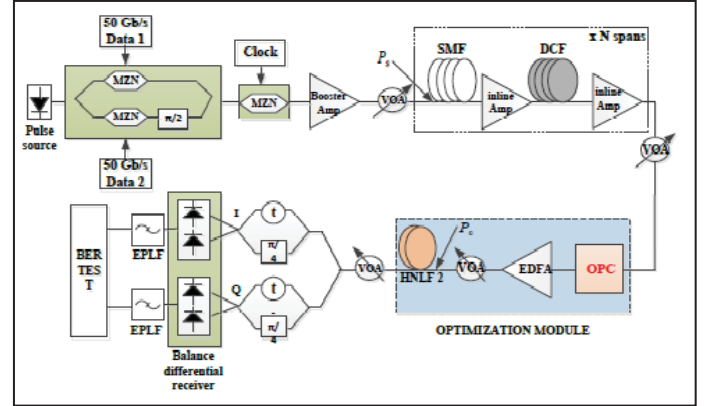 50 Gb/s
Data 1
MZN
MZN
π/2
Pulse
source
50 Gb/s
Data 2
Clock
MZN
Booster
Amp
VOA
Ps
SMF
inline
Amp
DCF
inline
Amp
x N spans
VOA
BER
TES
T
EPLF
EPLF
Balance
differential
receiver
I
t
π/
4
Q
t
-
π/
4
VOA
HNLF 2
VOA
EDFA
OPC
OPTIMIZATION MODULE